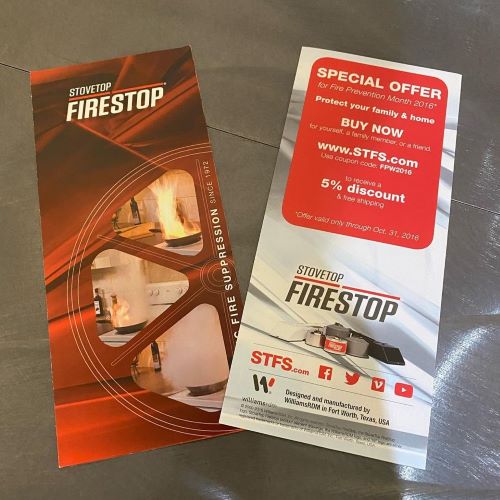 STOVETOP
FIRESTOP
FIRE SUPPRESSION SINCE 1972
SPECIAL OFFER
for Fire Prevention Month 2016*
Protect your family & home
BUY NOW
for yourself, a family member, or a friend.
www.STFS.com
Use coupon code: FPW2016
to receive a
5% discount
& free shipping
*Offer valid only through Oct. 31, 2016
STOVETOP
FIRESTOP
STFS.com
williamsrdm
Designed and manufactured by
WilliamsRDM in Fort Worth, Texas, USA